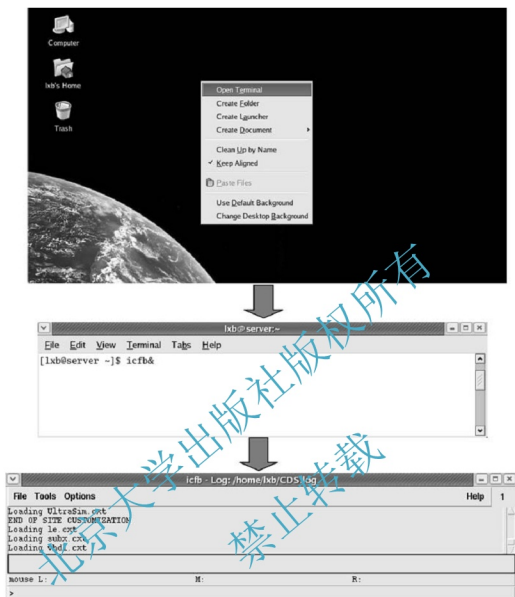 Computer
lxb's Home
Trash
Open Terminal
Create Folder
Create Launcher
Create Document
Clean Up by Name
Keep Aligned
Paste Files
Use Default Background
Change Desktop Background
lxb@server:~
File Edit View Terminal Tabs Help
[lxb@server ~]$ icfb&
icfb - Log: /home/lxb/CDS.log
File Tools Options Help 1
Loading UltraSim.cxt
END OF SITE CUSTOMIZATION
Loading le.cxt
Loading subx.cxt
Loading vhdl.cxt
mouse L: M: R:
>
北京大学出版社版权所有
禁止转载